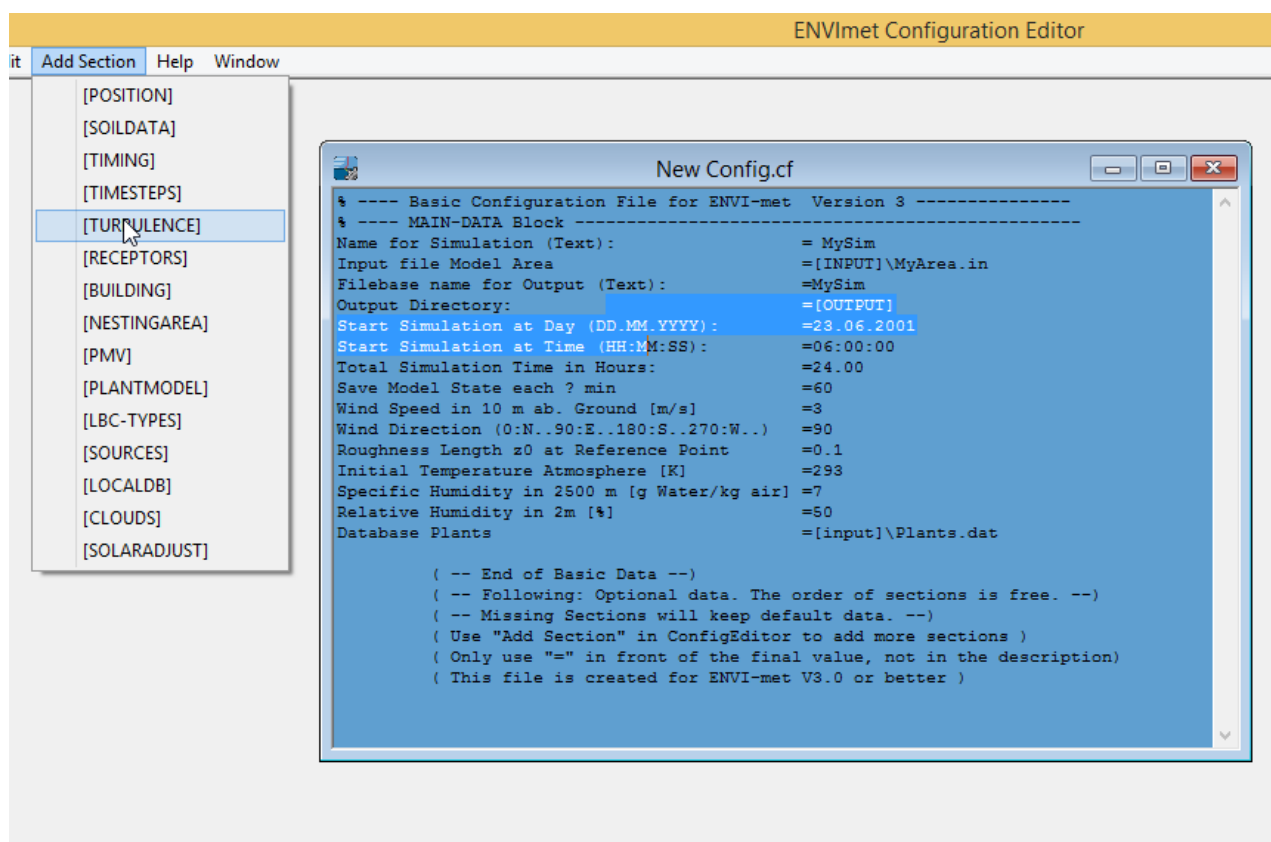 ENVImet Configuration Editor
it Add Section Help Window
[POSITION]
[SOILDATA]
[TIMING]
[TIMESTEPS]
[TURBULENCE]
[RECEPTORS]
[BUILDING]
[NESTINGAREA]
[PMV]
[PLANTMODEL]
[LBC-TYPES]
[SOURCES]
[LOCALDB]
[CLOUDS]
[SOLARADJUST]
New Config.cf
% ---- Basic Configuration File for ENVI-met  Version 3 ---------------
% ---- MAIN-DATA Block ---------------------------------------------------
Name for Simulation (Text):                = MySim
Input file Model Area                      =[INPUT]\MyArea.in
Filebase name for Output (Text):           =MySim
Output Directory:                          =[OUTPUT]
Start Simulation at Day (DD.MM.YYYY):      =23.06.2001
Start Simulation at Time (HH:MM:SS):       =06:00:00
Total Simulation Time in Hours:            =24.00
Save Model State each ? min                =60
Wind Speed in 10 m ab. Ground [m/s]        =3
Wind Direction (0:N..90:E..180:S..270:W..) =90
Roughness Length z0 at Reference Point     =0.1
Initial Temperature Atmosphere [K]         =293
Specific Humidity in 2500 m [g Water/kg air] =7
Relative Humidity in 2m [%]                =50
Database Plants                            =[input]\Plants.dat
( -- End of Basic Data --)
( -- Following: Optional data. The order of sections is free. --)
( -- Missing Sections will keep default data. --)
( Use "Add Section" in ConfigEditor to add more sections )
( Only use "=" in front of the final value, not in the description)
( This file is created for ENVI-met V3.0 or better )